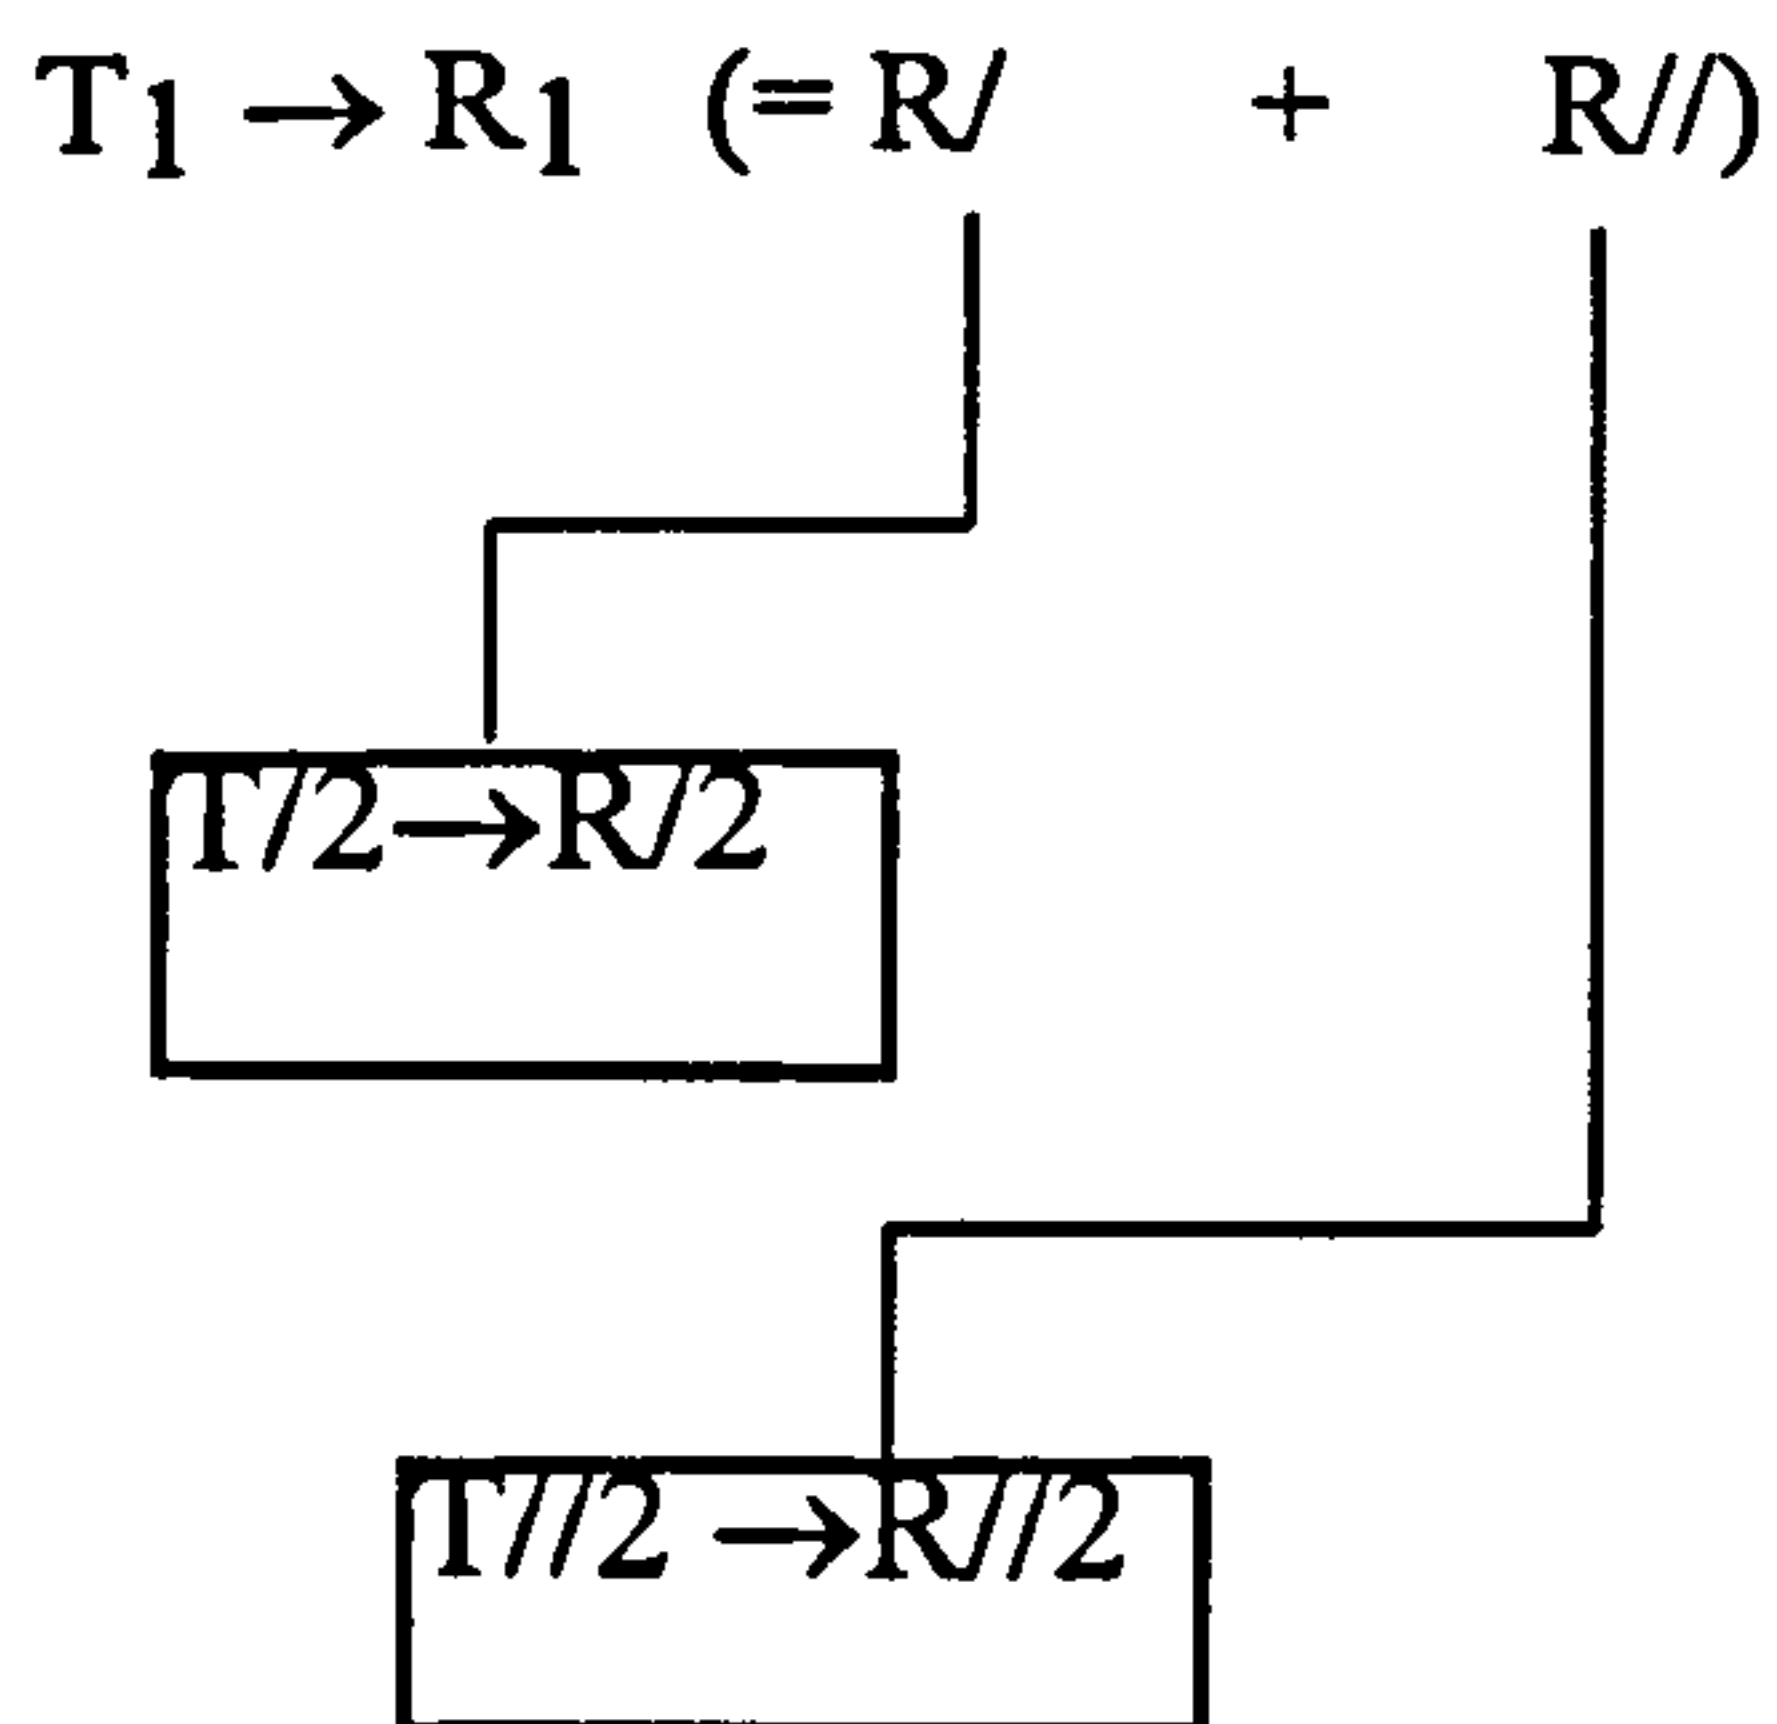 T1 → R1 (= R/ + R//)
T/2→R/2
T//2 →R//2